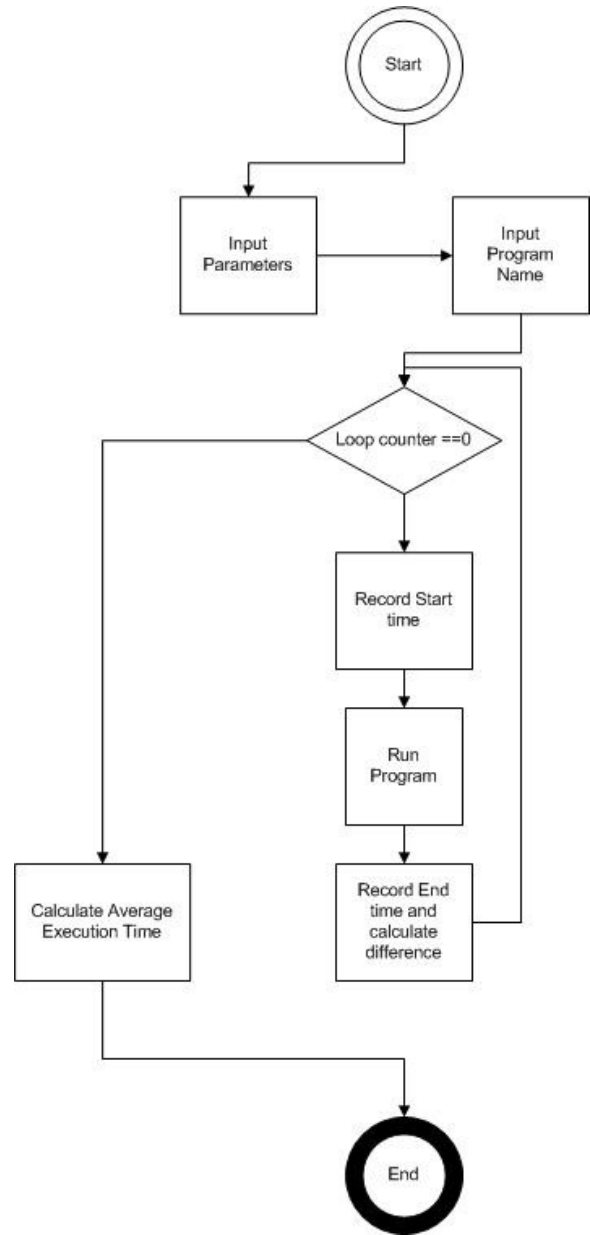 Start
Input
Parameters
Input
Program
Name
Loop counter ==0
Record Start
time
Run
Program
Calculate Average
Execution Time
Record End
time and
calculate
difference
End